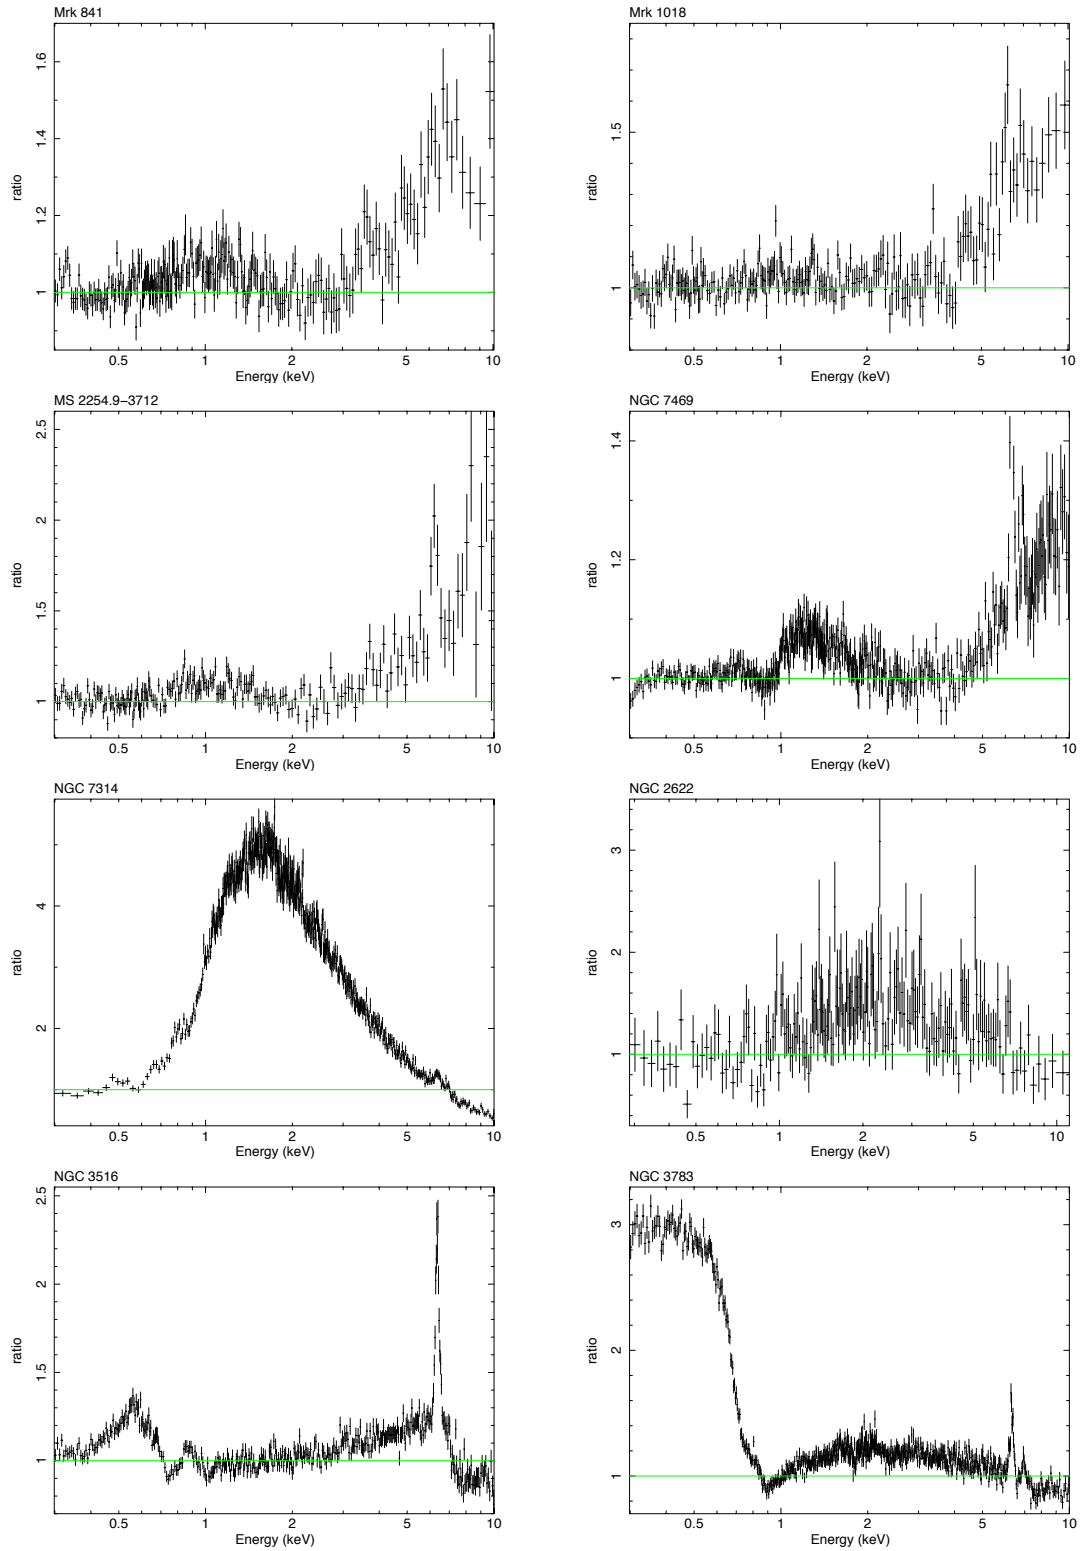 Mrk 841
ratio
1 1.2 1.4 1.6
0.5 1 2 5 10
Energy (keV)
Mrk 1018
ratio
1 1.5
0.5 1 2 5 10
Energy (keV)
MS 2254.9−3712
ratio
1 1.5 2 2.5
0.5 1 2 5 10
Energy (keV)
NGC 7469
ratio
1 1.2 1.4
0.5 1 2 5 10
Energy (keV)
NGC 7314
ratio
2 4
0.5 1 2 5 10
Energy (keV)
NGC 2622
ratio
1 2 3
0.5 1 2 5 10
Energy (keV)
NGC 3516
ratio
1 1.5 2 2.5
0.5 1 2 5 10
Energy (keV)
NGC 3783
ratio
1 2 3
0.5 1 2 5 10
Energy (keV)